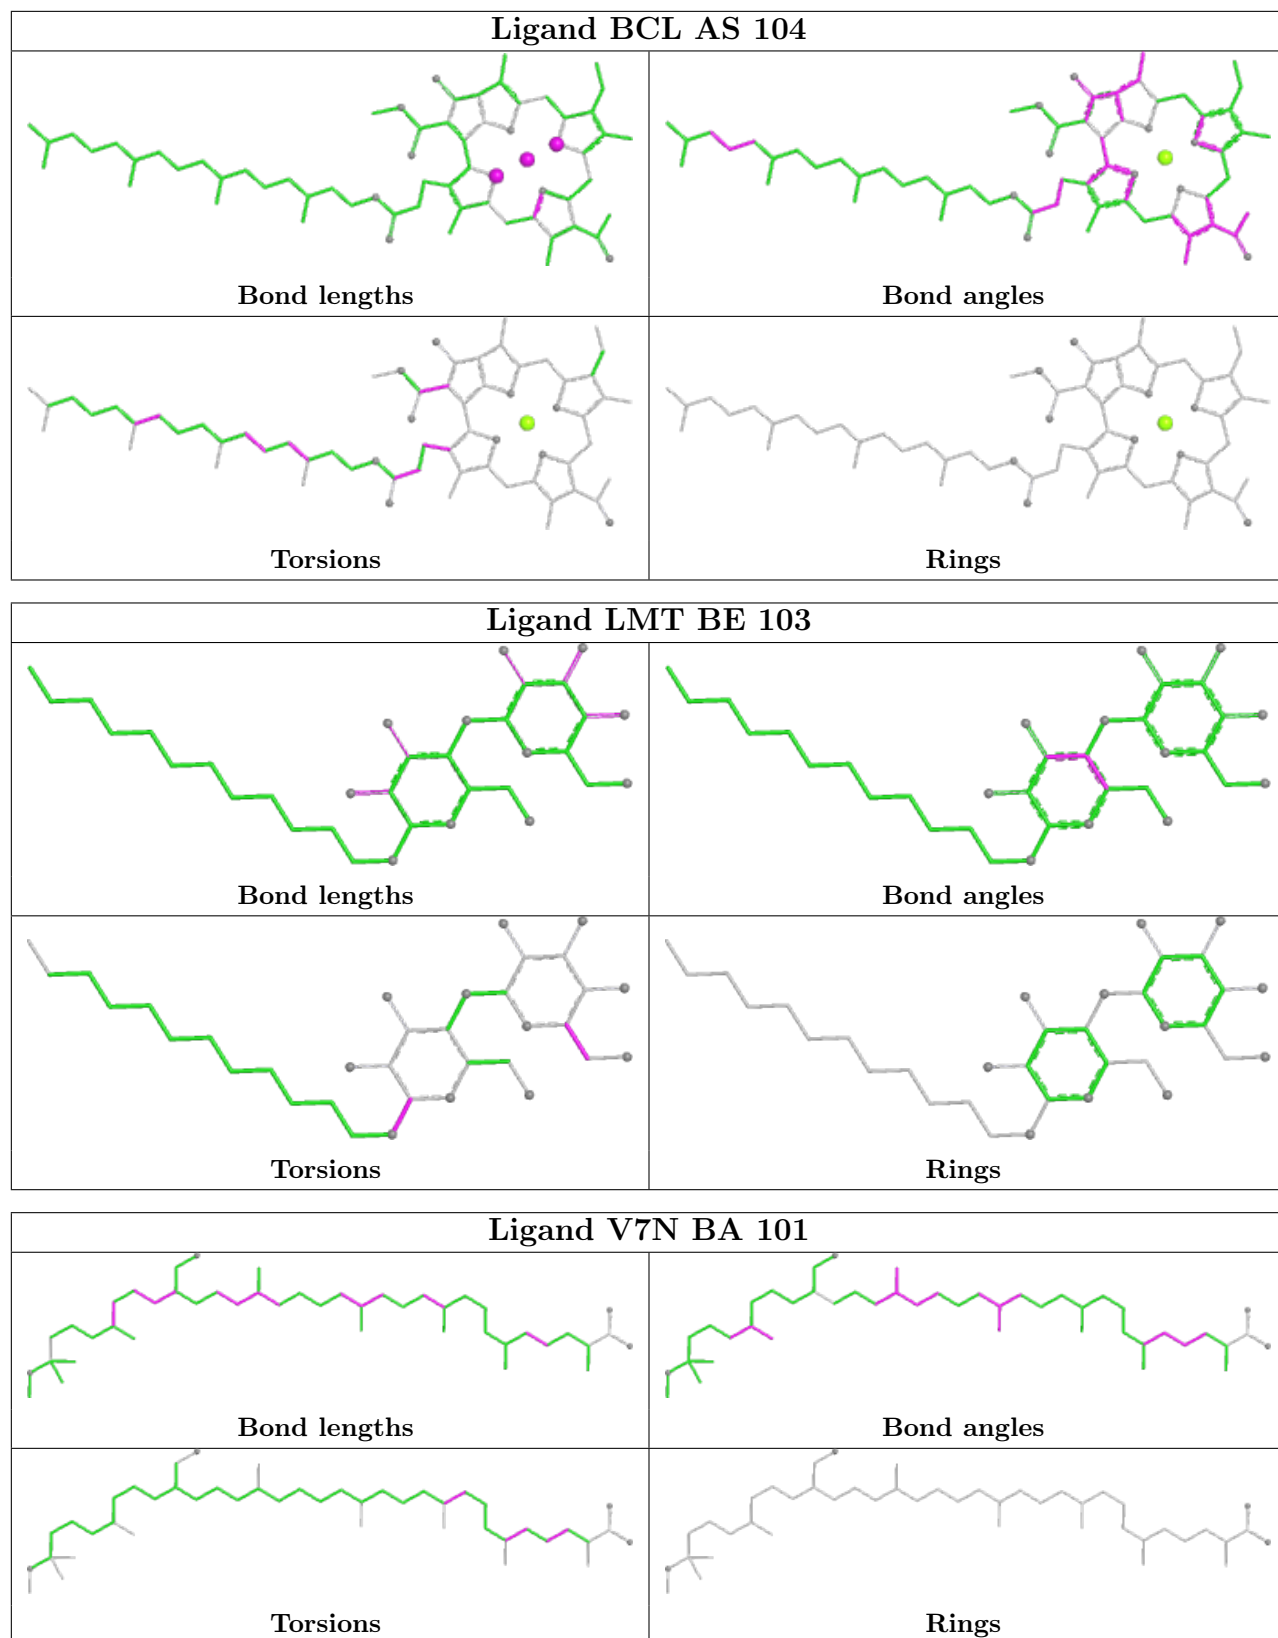 Ligand BCL AS 104
Bond lengths
Bond angles
Torsions
Rings
Ligand LMT BE 103
Bond lengths
Bond angles
Torsions
Rings
Ligand V7N BA 101
Bond lengths
Bond angles
Torsions
Rings